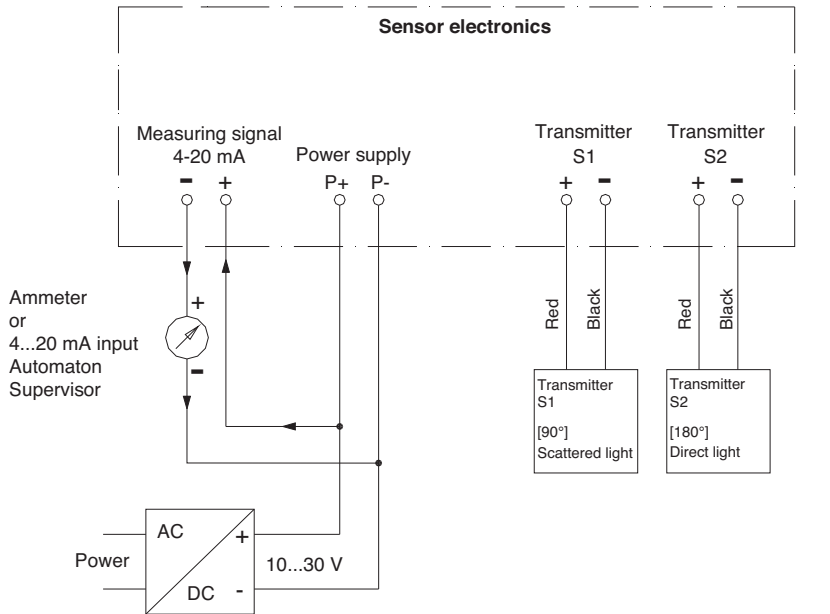 Sensor electronics
Measuring signal
4-20 mA
- +
Power supply
P+ P-
Transmitter
S1
+ -
Transmitter
S2
+ -
Ammeter
or
4...20 mA input
Automaton
Supervisor
+
-
Red
Black
Red
Black
Transmitter
S1
[90°]
Scattered light
Transmitter
S2
[180°]
Direct light
Power
AC
DC
+
-
10...30 V